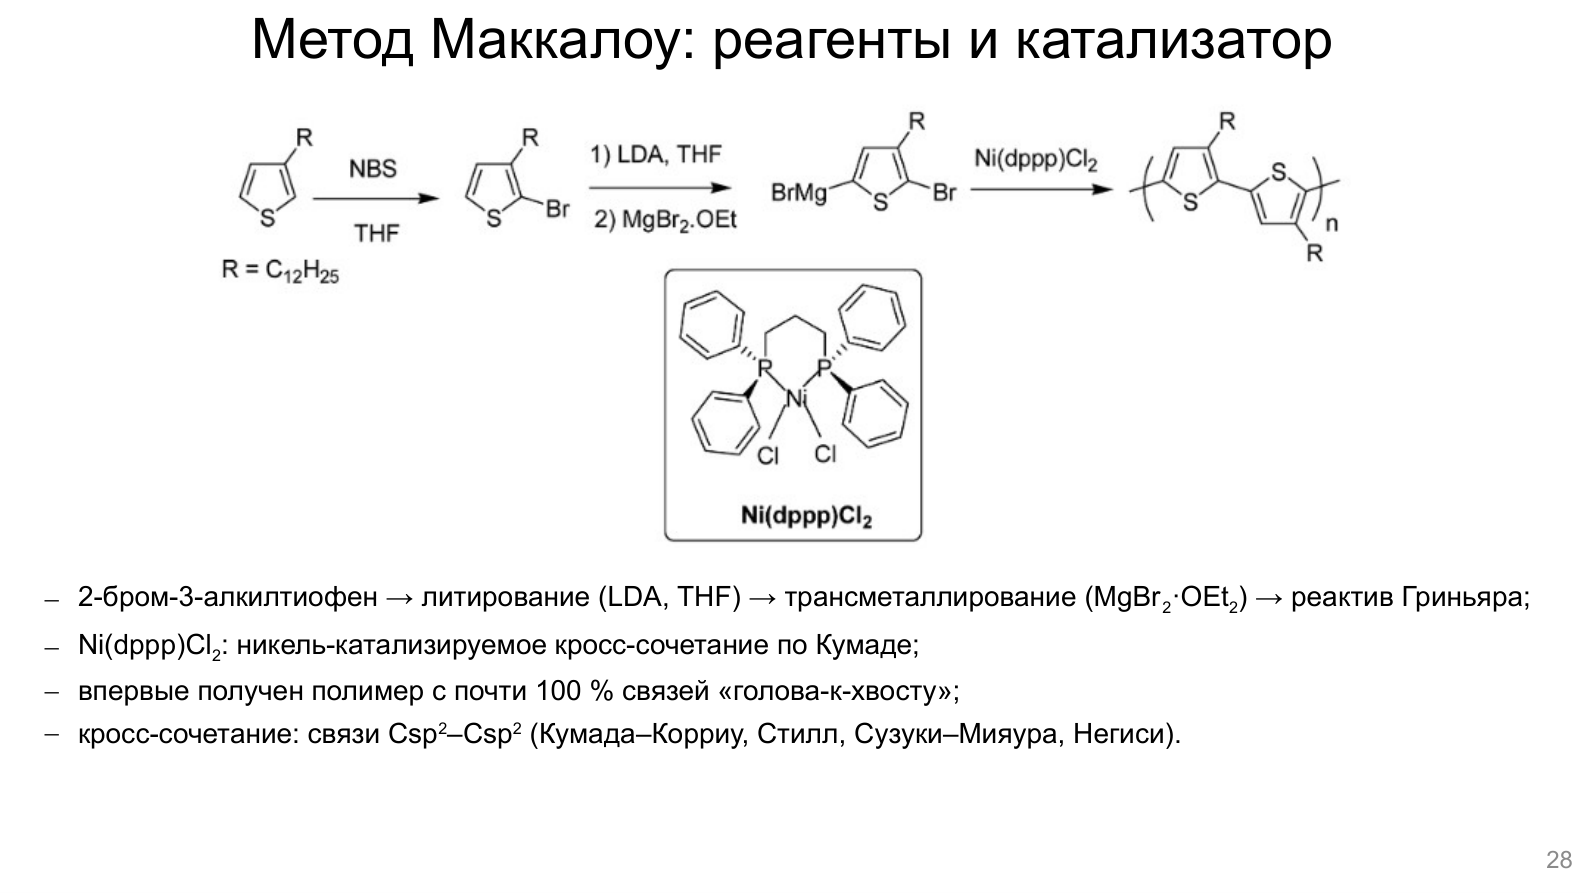 Метод Маккалоу: реагенты и катализатор
R
S
R = C12H25
NBS
THF
R
S
Br
1) LDA, THF
2) MgBr2.OEt
R
BrMg
S
Br
Ni(dppp)Cl2
R
S
S
R
n
P
P
Ni
Cl
Cl
Ni(dppp)Cl2
– 2-бром-3-алкилтиофен → литирование (LDA, THF) → трансметаллирование (MgBr2·OEt2) → реактив Гриньяра;
– Ni(dppp)Cl2: никель-катализируемое кросс-сочетание по Кумаде;
– впервые получен полимер с почти 100 % связей «голова-к-хвосту»;
– кросс-сочетание: связи Csp²–Csp² (Кумада–Корриу, Стилл, Сузуки–Мияура, Негиси).
28